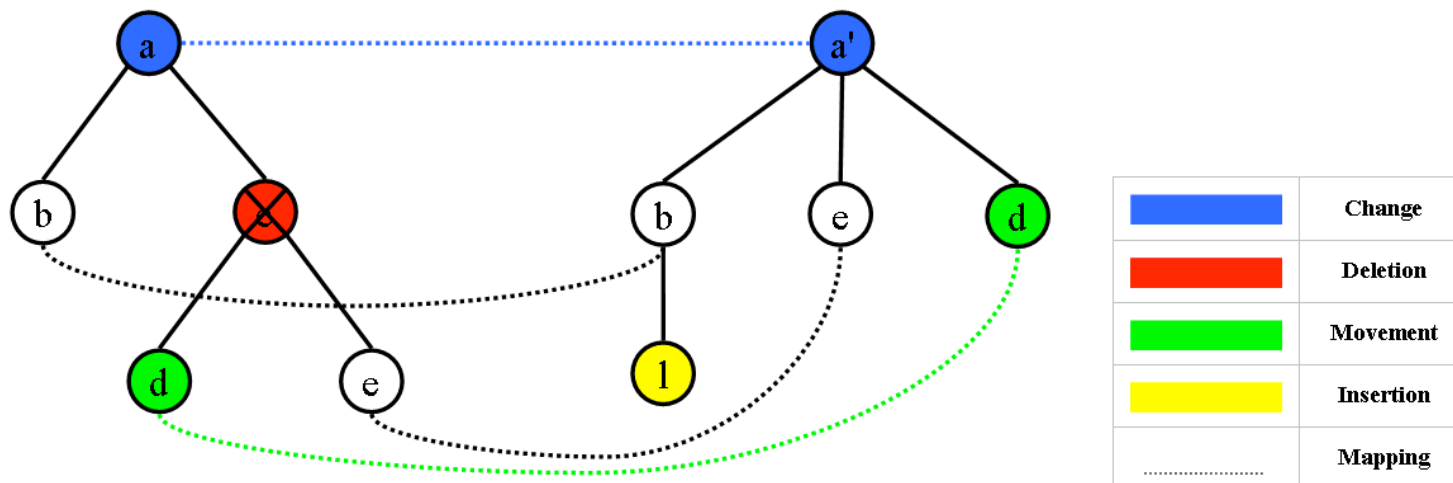 a
a'
b
c
b
e
d
d
e
l
Change
Deletion
Movement
Insertion
Mapping